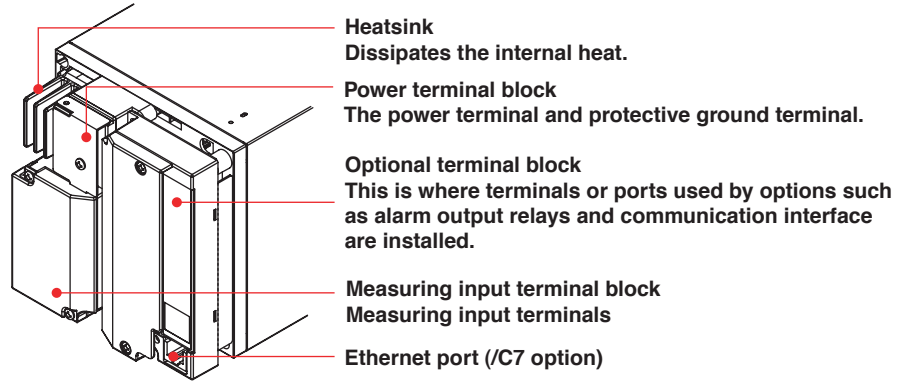 Heatsink
Dissipates the internal heat.
Power terminal block
The power terminal and protective ground terminal.
Optional terminal block
This is where terminals or ports used by options such
as alarm output relays and communication interface
are installed.
Measuring input terminal block
Measuring input terminals
Ethernet port (/C7 option)